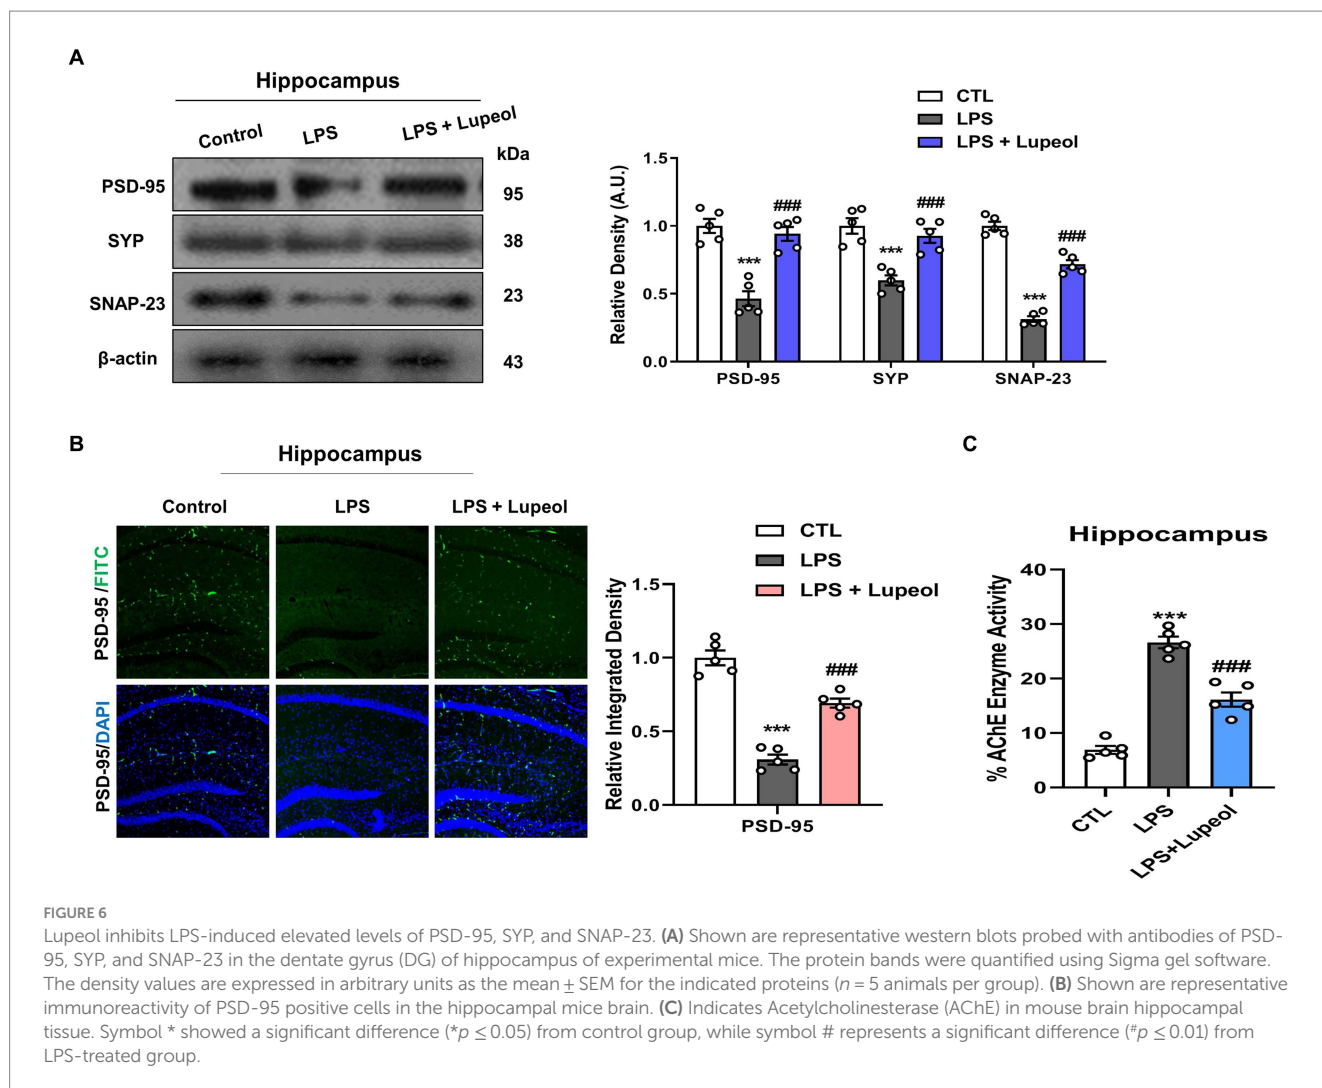 A
Hippocampus
Control LPS LPS + Lupeol
kDa
PSD-95 95
SYP 38
SNAP-23 23
β-actin 43
CTL
LPS
LPS + Lupeol
Relative Density (A.U.)
1.5
1.0
0.5
0.0
*** ###
*** ###
*** ###
PSD-95 SYP SNAP-23
B
Hippocampus
Control LPS LPS + Lupeol
PSD-95 /FITC
PSD-95/DAPI
CTL
LPS
LPS + Lupeol
Relative Integrated Density
1.5
1.0
0.5
0.0
*** ###
PSD-95
C
Hippocampus
% AChE Enzyme Activity
40
30
20
10
0
*** ###
CTL LPS LPS+Lupeol
FIGURE 6
Lupeol inhibits LPS-induced elevated levels of PSD-95, SYP, and SNAP-23. (A) Shown are representative western blots probed with antibodies of PSD-
95, SYP, and SNAP-23 in the dentate gyrus (DG) of hippocampus of experimental mice. The protein bands were quantified using Sigma gel software.
The density values are expressed in arbitrary units as the mean ± SEM for the indicated proteins (n = 5 animals per group). (B) Shown are representative
immunoreactivity of PSD-95 positive cells in the hippocampal mice brain. (C) Indicates Acetylcholinesterase (AChE) in mouse brain hippocampal
tissue. Symbol * showed a significant difference (*p ≤ 0.05) from control group, while symbol # represents a significant difference (#p ≤ 0.01) from
LPS-treated group.